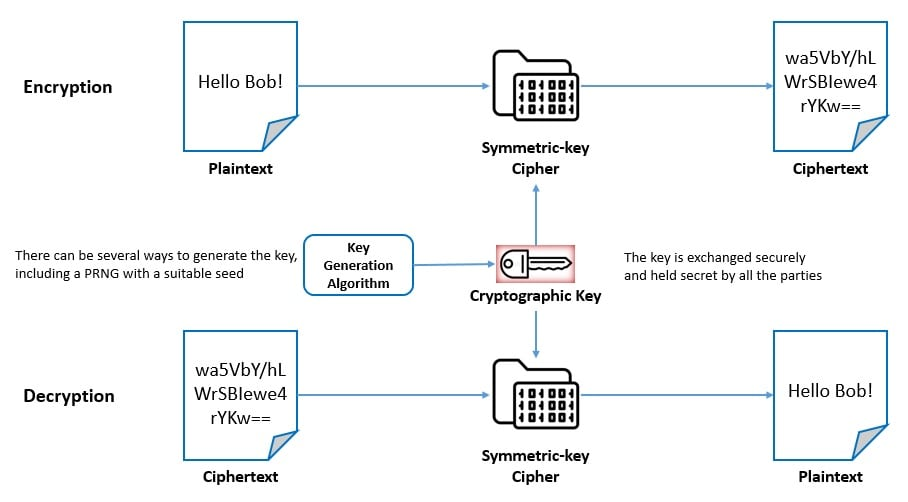 Encryption
Hello Bob!
Plaintext
Symmetric-key
Cipher
wa5VbY/hL
WrSBIewe4
rYKw==
Ciphertext
There can be several ways to generate the key,
including a PRNG with a suitable seed
Key
Generation
Algorithm
Cryptographic Key
The key is exchanged securely
and held secret by all the parties
Decryption
wa5VbY/hL
WrSBIewe4
rYKw==
Ciphertext
Symmetric-key
Cipher
Hello Bob!
Plaintext